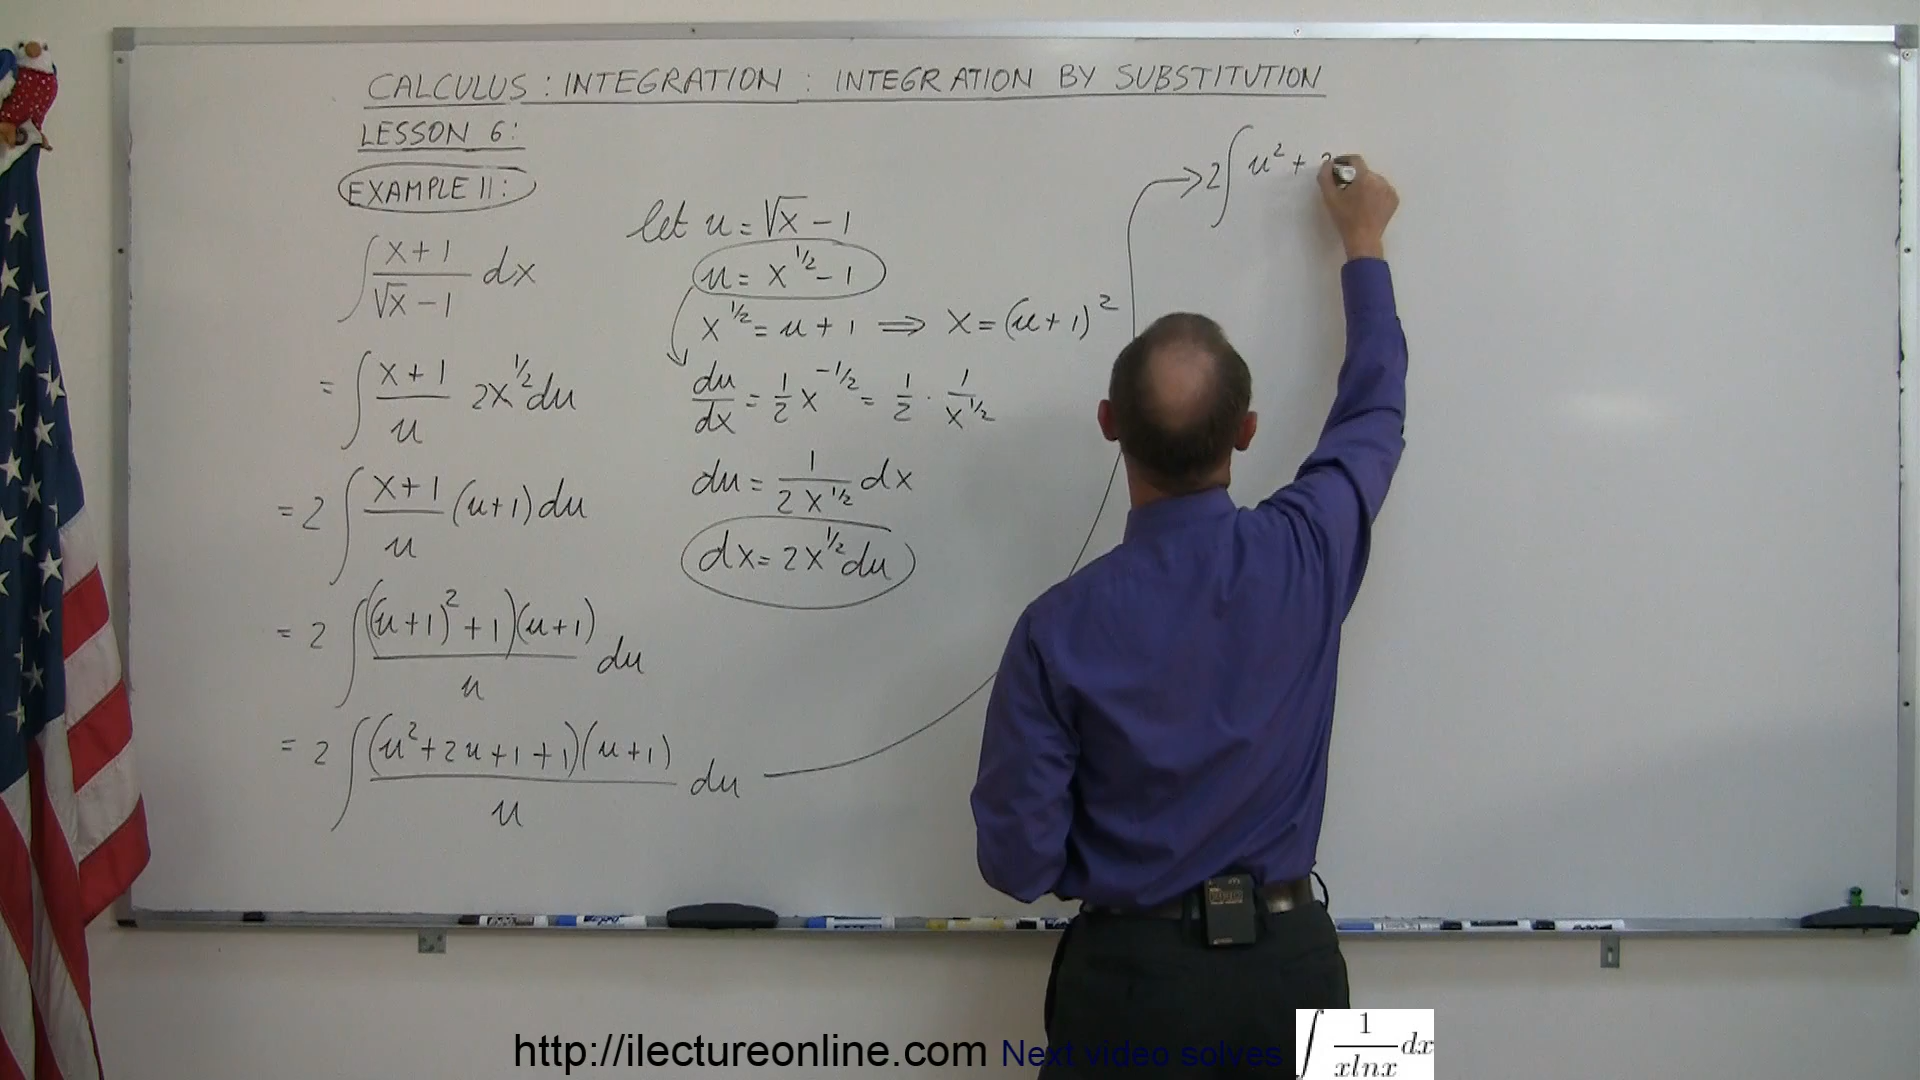 CALCULUS: INTEGRATION: INTEGRATION BY SUBSTITUTION
LESSON 6:
EXAMPLE 11:
∫ (x+1)/(√x - 1) dx
= ∫ (x+1)/u 2x^(1/2) du
= 2 ∫ (x+1)/u (u+1) du
= 2 ∫ ((u+1)^2 + 1)(u+1)/u du
= 2 ∫ (u^2 + 2u + 1 + 1)(u+1)/u du
let u = √x - 1
u = x^(1/2) - 1
x^(1/2) = u + 1 ⇒ x = (u+1)^2
du/dx = 1/2 x^(-1/2) = 1/2 · 1/x^(1/2)
du = 1/(2x^(1/2)) dx
dx = 2x^(1/2) du
→ 2 ∫ u^2 +
http://ilectureonline.com Next video solves ∫ 1/(xlnx) dx